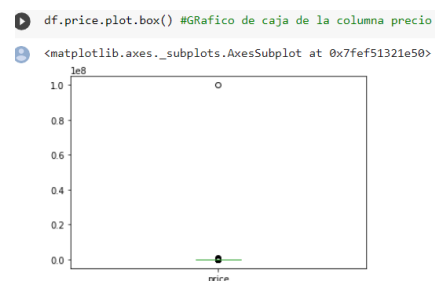 df.price.plot.box() #GRafico de caja de la columna precio
<matplotlib.axes._subplots.AxesSubplot at 0x7fef51321e50>
1e8
1.0
0.8
0.6
0.4
0.2
0.0
price